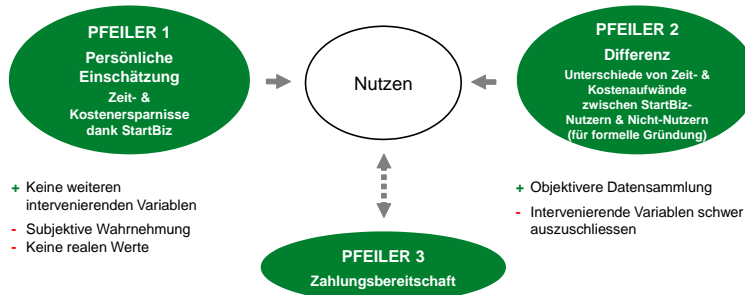 PFEILER 1
Persönliche
Einschätzung
Zeit- &
Kostenersparnisse
dank StartBiz
Nutzen
PFEILER 2
Differenz
Unterschiede von Zeit- &
Kostenaufwände
zwischen StartBiz-
Nutzern & Nicht-Nutzern
(für formelle Gründung)
+ Keine weiteren
intervenierenden Variablen
- Subjektive Wahrnehmung
- Keine realen Werte
+ Objektivere Datensammlung
- Intervenierende Variablen schwer
auszuschliessen
PFEILER 3
Zahlungsbereitschaft